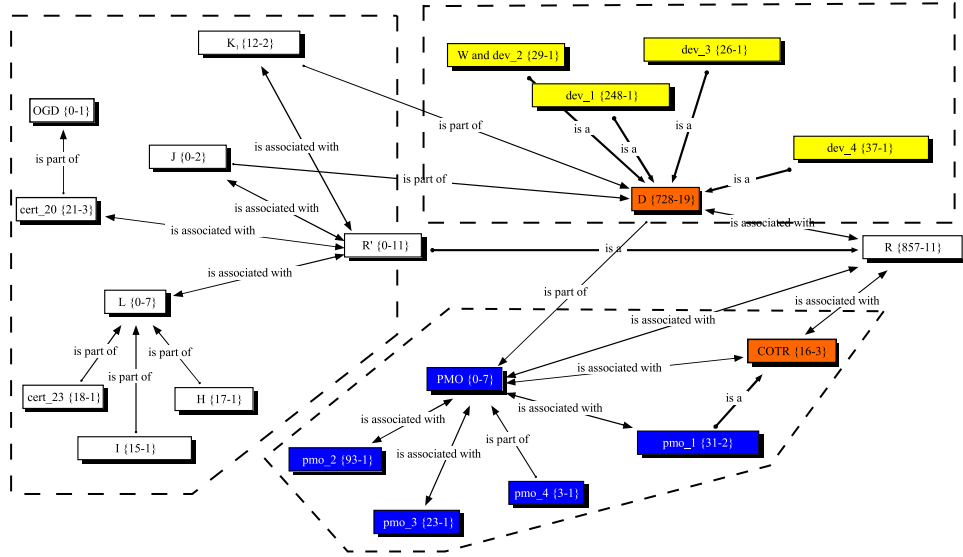 K₁ {12-2}
W and dev_2 {29-1}
dev_3 {26-1}
dev_1 {248-1}
OGD {0-1}
is part of
is a
is associated with
is part of
J {0-2}
is a
is a
dev_4 {37-1}
is part of
is a
cert_20 {21-3}
is associated with
D {728-19}
is associated with
is associated with
R' {0-11}
is a
R {857-11}
is associated with
L {0-7}
is part of
is associated with
is associated with
is part of
is part of
COTR {16-3}
is part of
is associated with
PMO {0-7}
cert_23 {18-1}
H {17-1}
is a
is associated with
is associated with
I {15-1}
is part of
pmo_1 {31-2}
is associated with
pmo_2 {93-1}
pmo_4 {3-1}
pmo_3 {23-1}